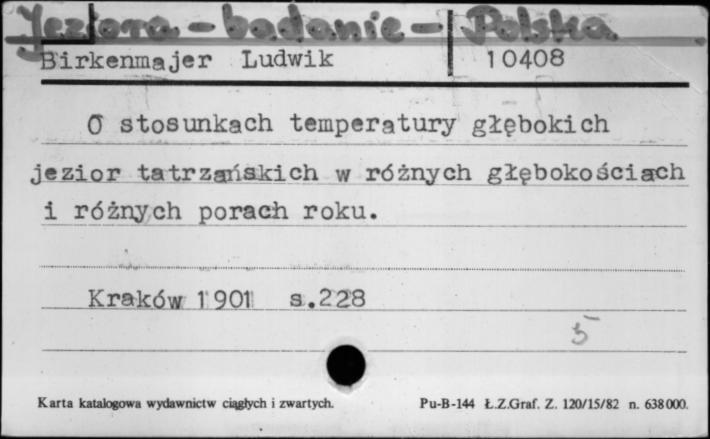 Jeziora - badanie - Polska
Birkenmajer Ludwik 10408
O stosunkach temperatury głębokich
jezior tatrzańskich w różnych głębokościach
i różnych porach roku.
Kraków 1901 s.228
5
Karta katalogowa wydawnictw ciągłych i zwartych. Pu-B-144 Ł.Z.Graf. Z. 120/15/82 n. 638000.